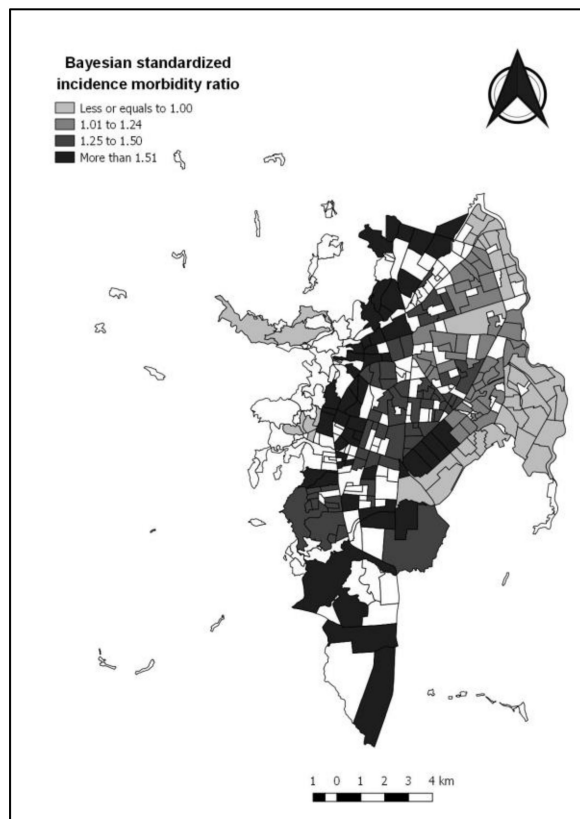 Bayesian standardized
incidence morbidity ratio
Less or equals to 1.00
1.01 to 1.24
1.25 to 1.50
More than 1.51
1 0 1 2 3 4 km